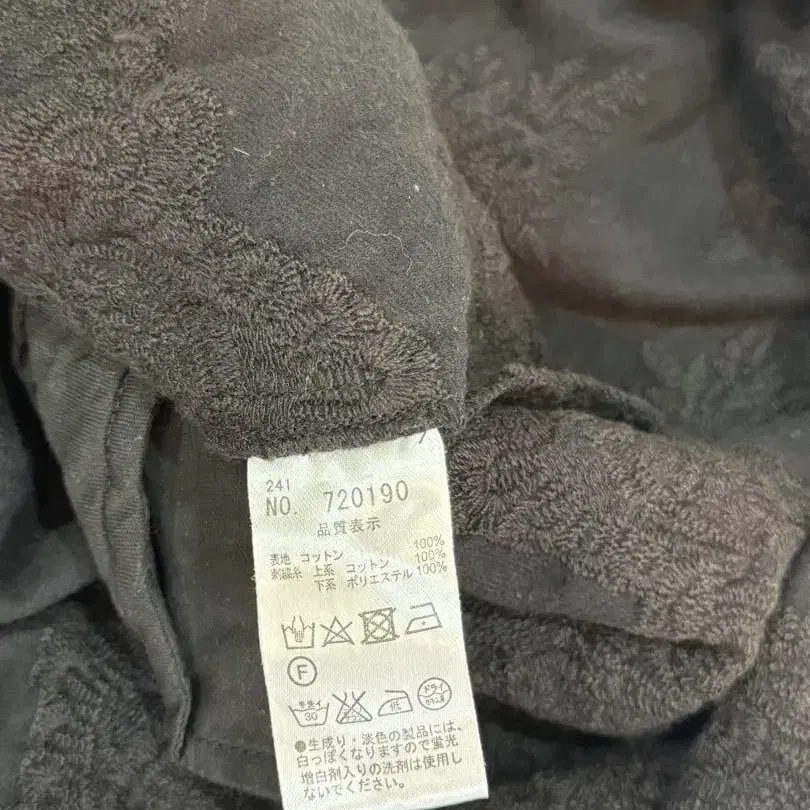 241
NO. 720190
品質表示
表地 コットン 100%
刺繍糸 上糸 コットン 100%
下糸 ポリエステル 100%
F
手洗イ 30 低 ドライ
●生成り・淡色の製品には、
白っぽくなりますので蛍光
増白剤入りの洗剤は使用し
ないでください。